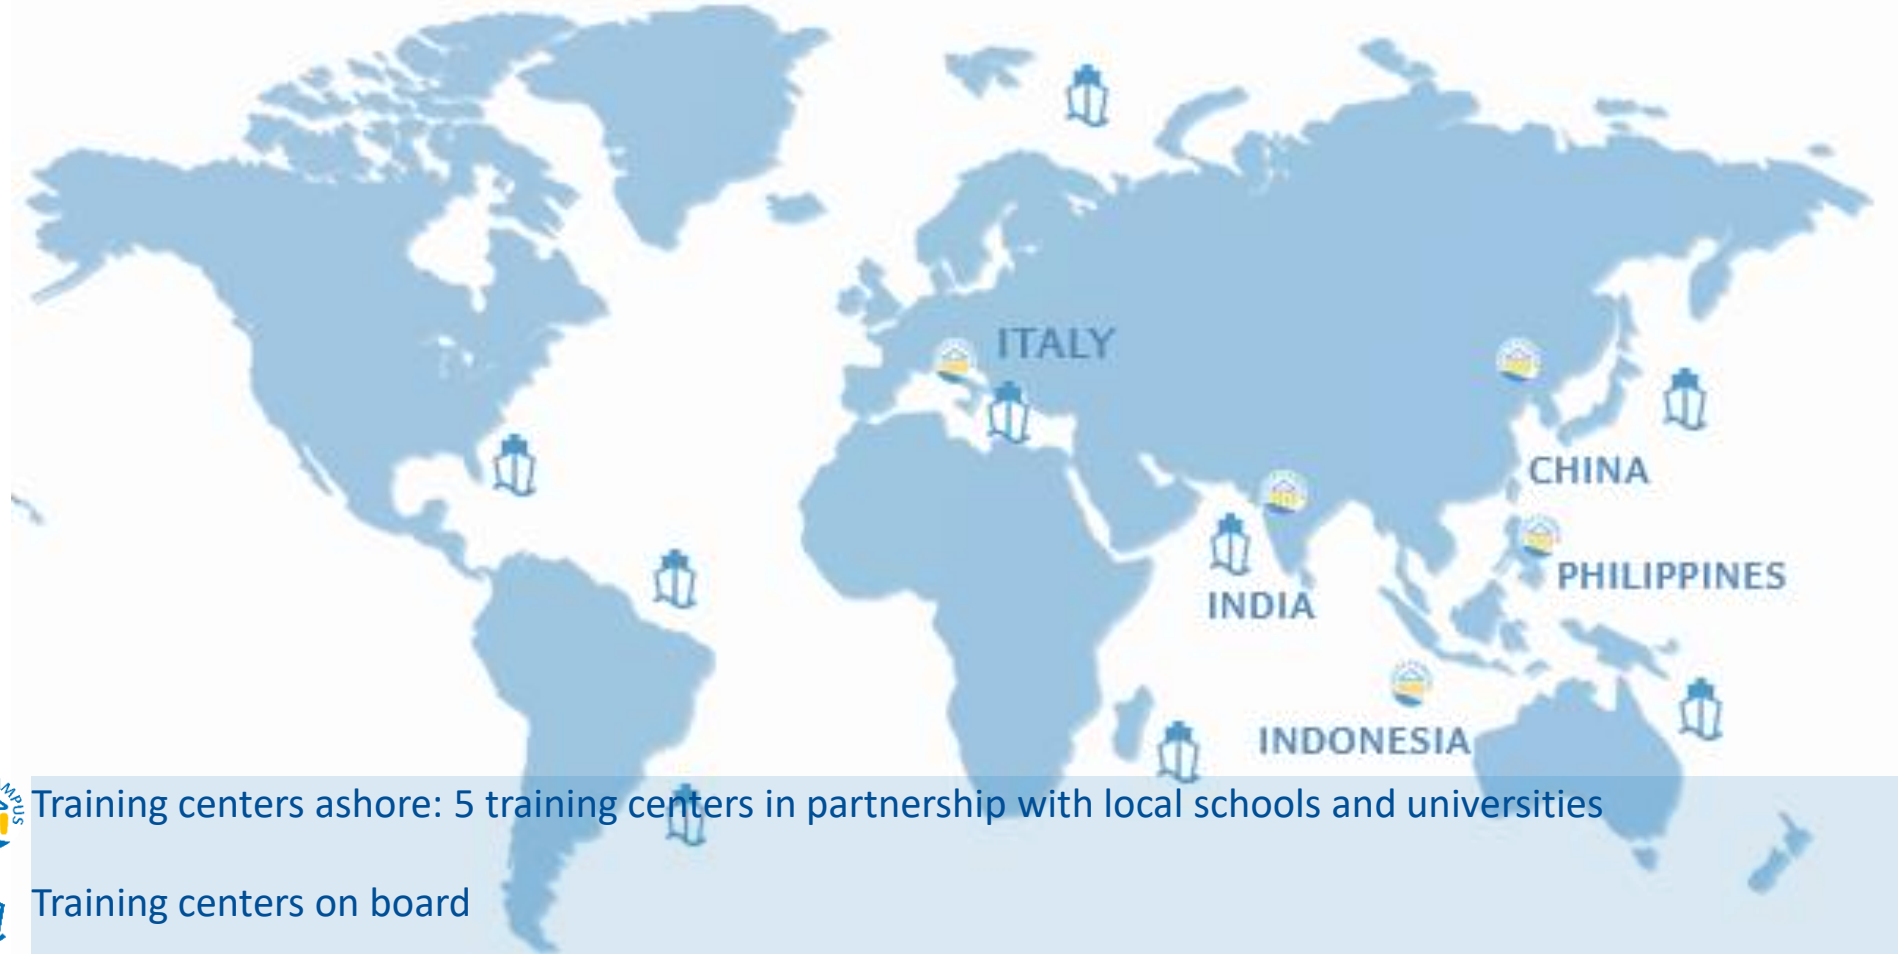 ITALY
CHINA
PHILIPPINES
INDIA
INDONESIA
Training centers ashore: 5 training centers in partnership with local schools and universities
Training centers on board